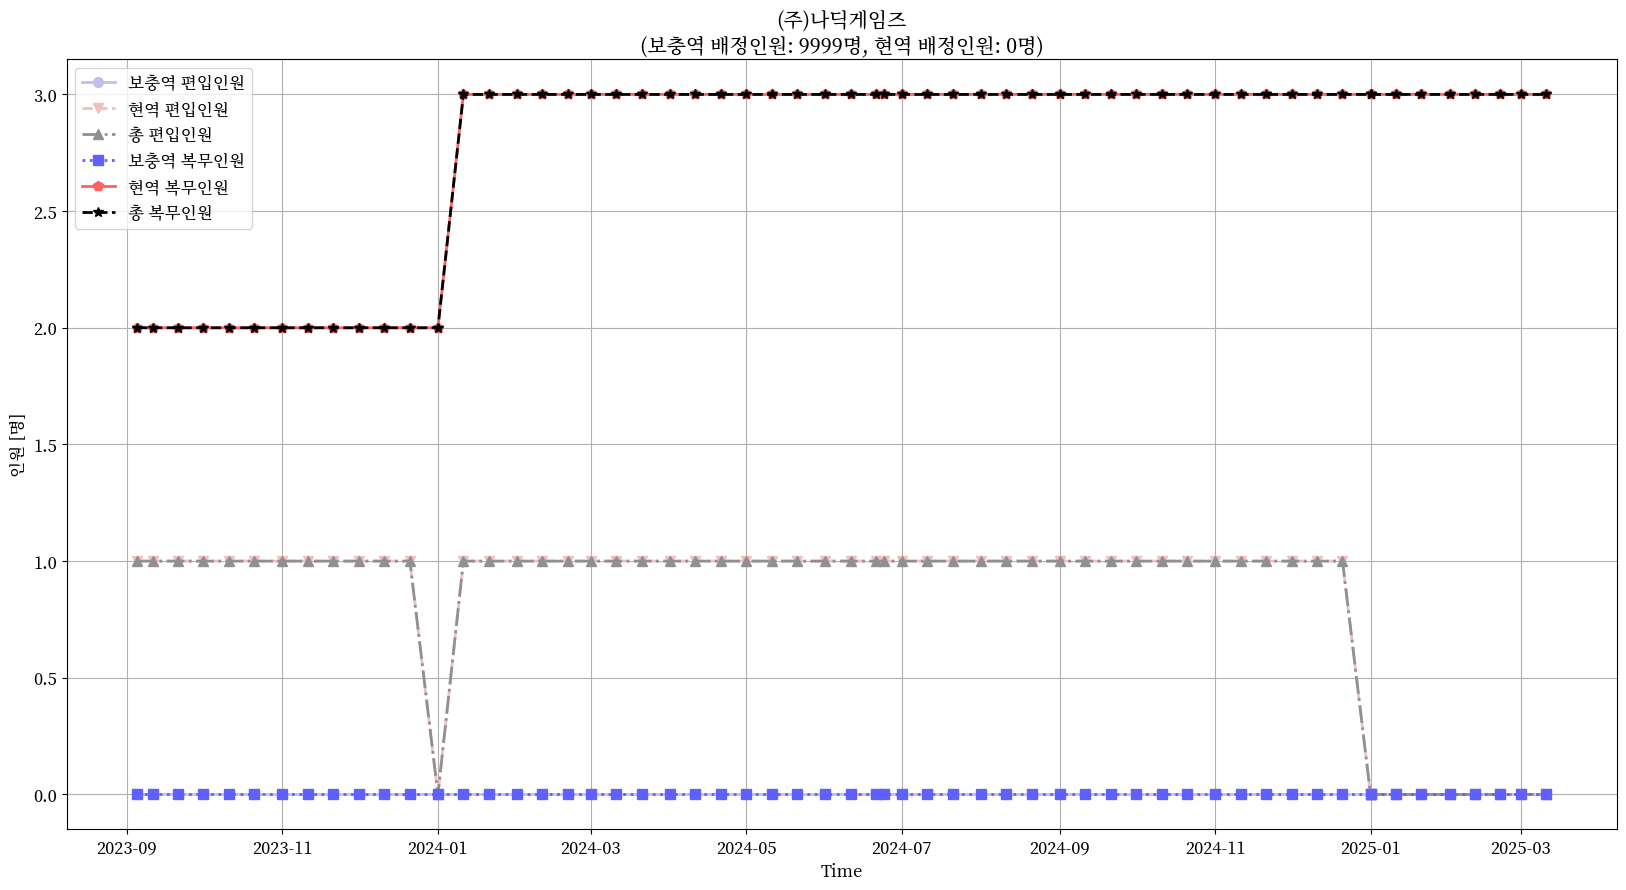 (주)나딕게임즈
(보충역 배정인원: 9999명, 현역 배정인원: 0명)
보충역 편입인원
현역 편입인원
총 편입인원
보충역 복무인원
현역 복무인원
총 복무인원
3.0
2.5
2.0
1.5
1.0
0.5
0.0
인원 [명]
2023-09 2023-11 2024-01 2024-03 2024-05 2024-07 2024-09 2024-11 2025-01 2025-03
Time